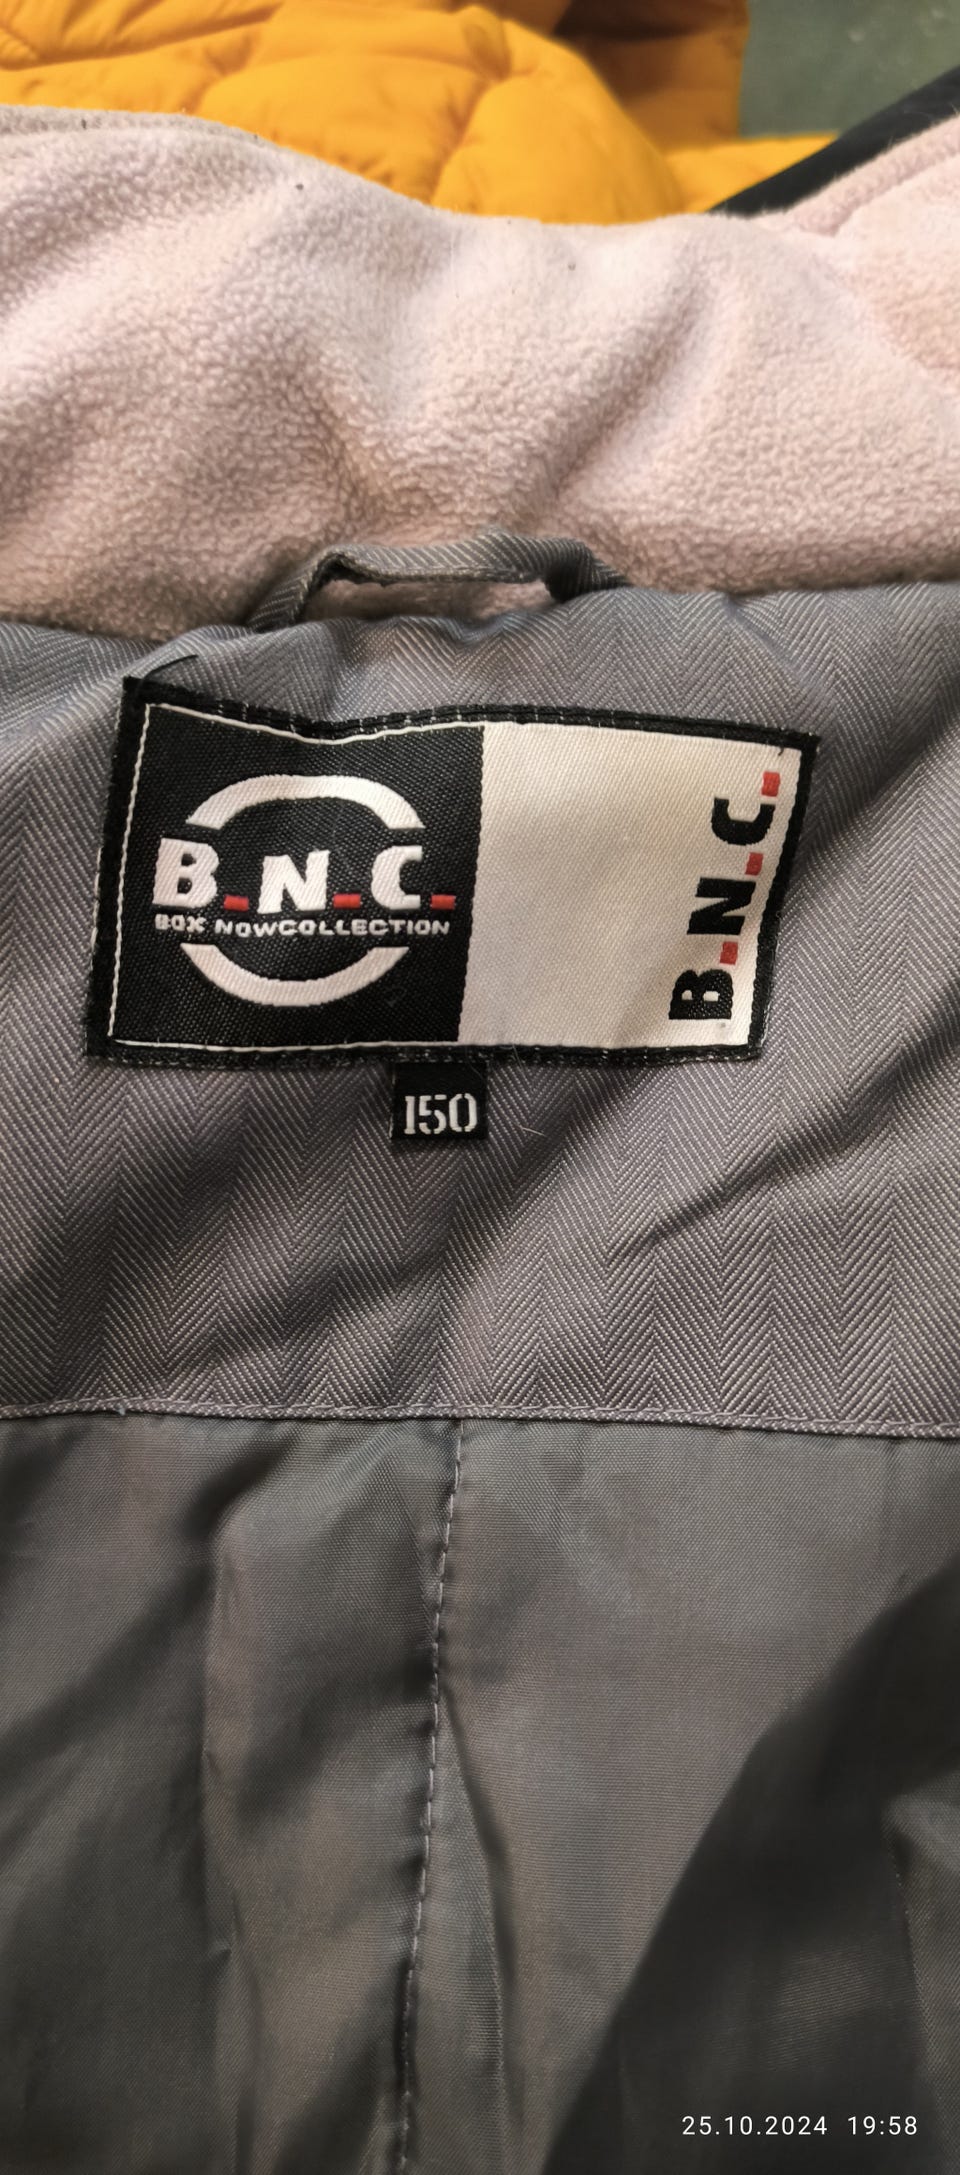 B.N.C.
BOX NOWCOLLECTION
B.N.C.
150
25.10.2024 19:58